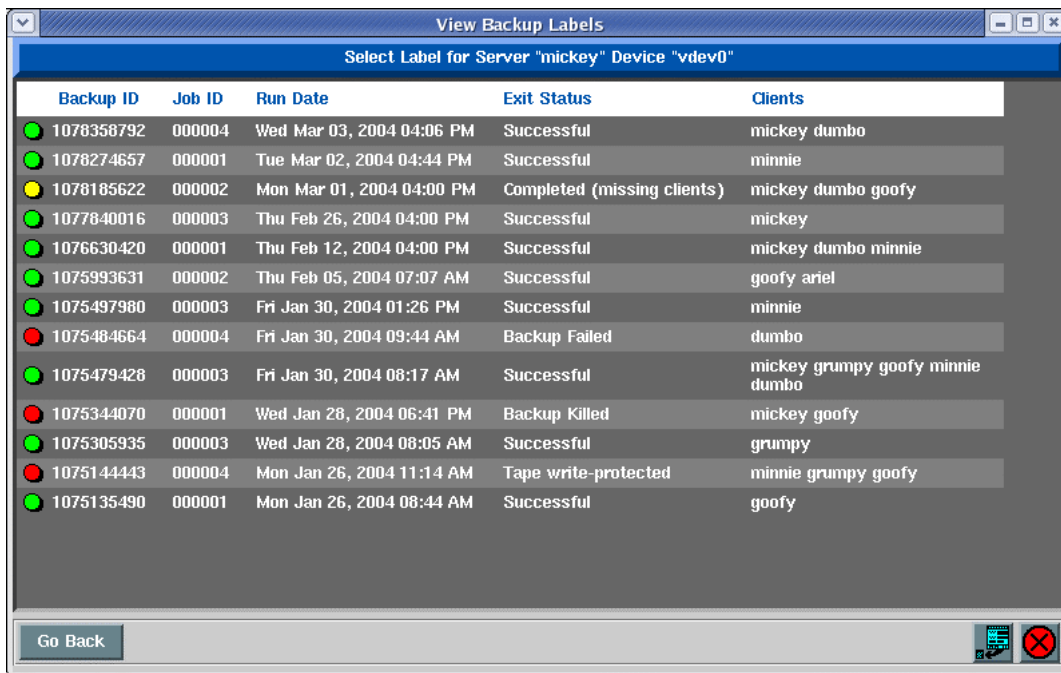 View Backup Labels
Select Label for Server "mickey" Device "vdev0"
Backup ID Job ID Run Date Exit Status Clients
1078358792 000004 Wed Mar 03, 2004 04:06 PM Successful mickey dumbo
1078274657 000001 Tue Mar 02, 2004 04:44 PM Successful minnie
1078185622 000002 Mon Mar 01, 2004 04:00 PM Completed (missing clients) mickey dumbo goofy
1077840016 000003 Thu Feb 26, 2004 04:00 PM Successful mickey
1076630420 000001 Thu Feb 12, 2004 04:00 PM Successful mickey dumbo minnie
1075993631 000002 Thu Feb 05, 2004 07:07 AM Successful goofy ariel
1075497980 000003 Fri Jan 30, 2004 01:26 PM Successful minnie
1075484664 000004 Fri Jan 30, 2004 09:44 AM Backup Failed dumbo
1075479428 000003 Fri Jan 30, 2004 08:17 AM Successful mickey grumpy goofy minnie
dumbo
1075344070 000001 Wed Jan 28, 2004 06:41 PM Backup Killed mickey goofy
1075305935 000003 Wed Jan 28, 2004 08:05 AM Successful grumpy
1075144443 000004 Mon Jan 26, 2004 11:14 AM Tape write-protected minnie grumpy goofy
1075135490 000001 Mon Jan 26, 2004 08:44 AM Successful goofy
Go Back